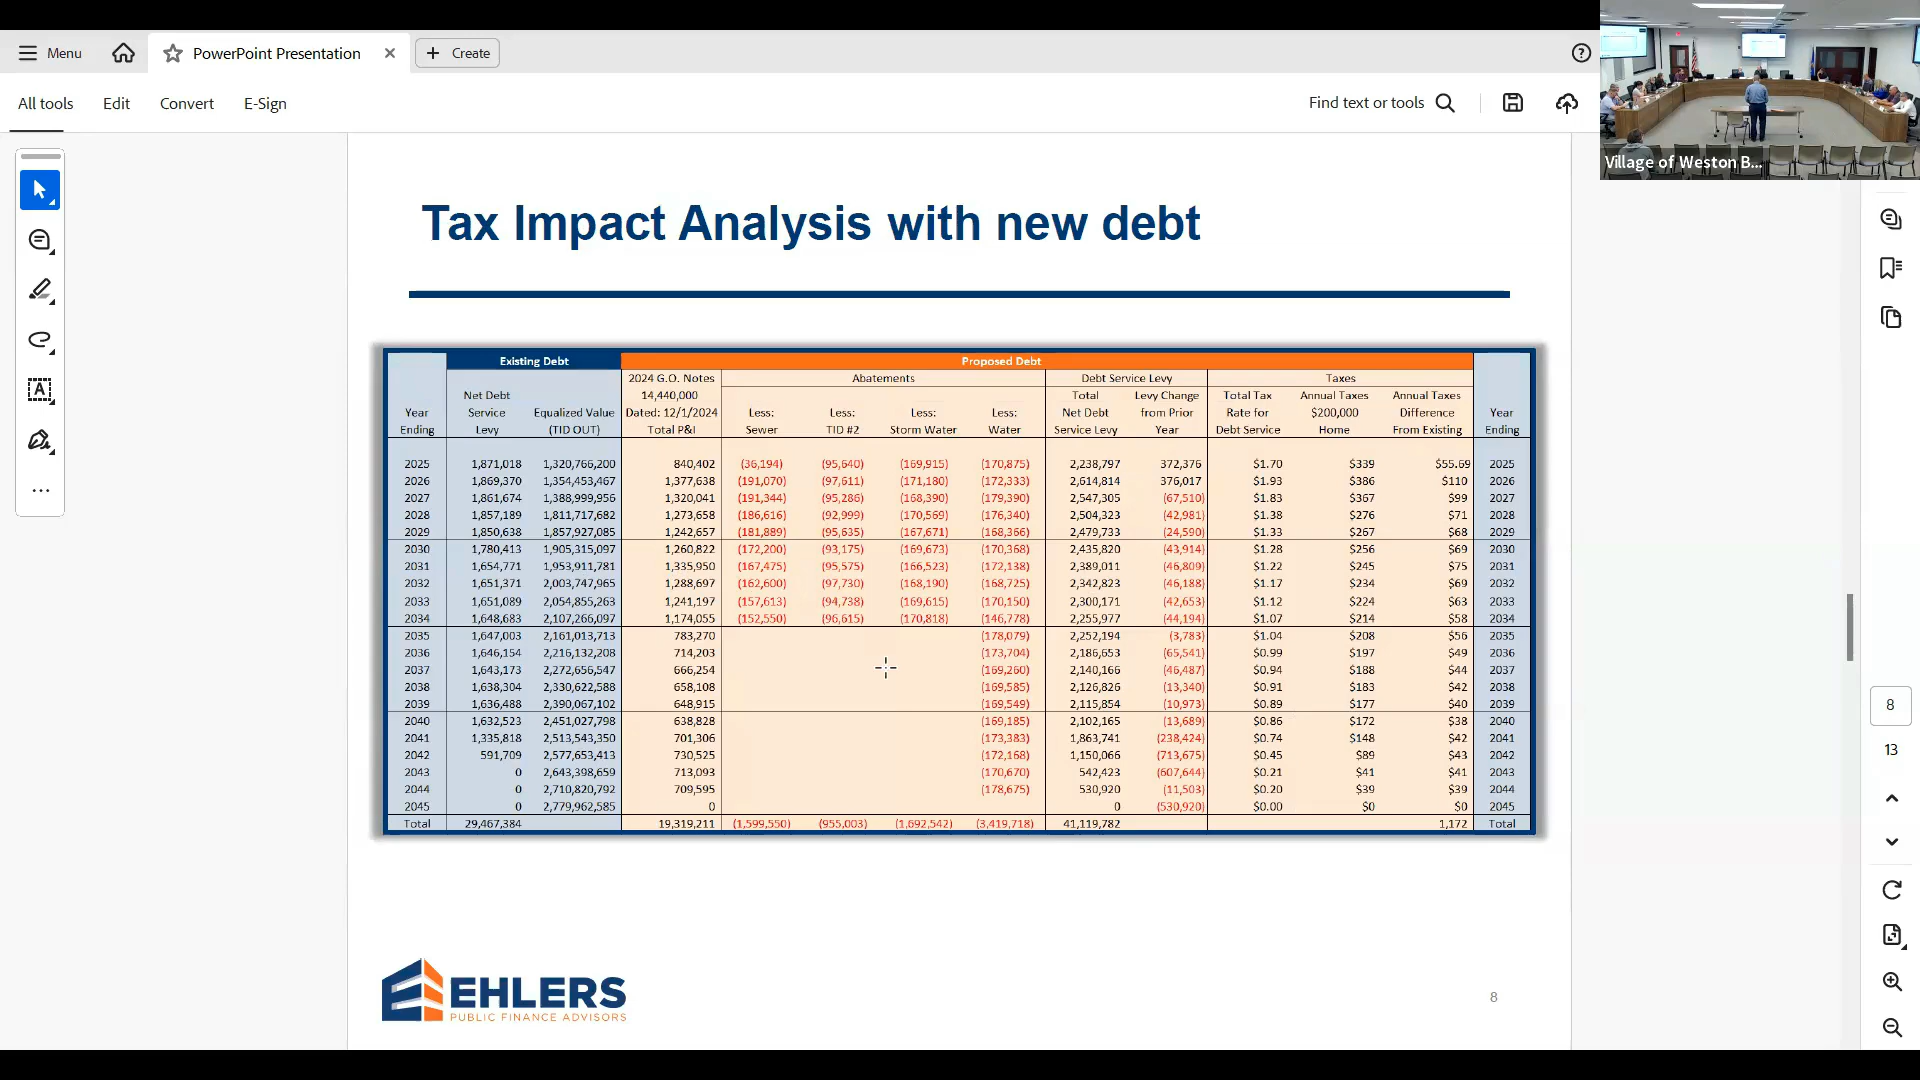 Menu
PowerPoint Presentation
Create
All tools Edit Convert E-Sign
Find text or tools
Village of Weston B...
Tax Impact Analysis with new debt
Existing Debt Proposed Debt
2024 G.O. Notes Abatements Debt Service Levy Taxes
Net Debt 14,440,000 Total Levy Change Total Tax Annual Taxes Annual Taxes
Year Service Equalized Value Dated: 12/1/2024 Less: Less: Less: Less: Net Debt from Prior Rate for $200,000 Difference Year
Ending Levy (TID OUT) Total P&I Sewer TID #2 Storm Water Water Service Levy Year Debt Service Home From Existing Ending
2025 1,871,018 1,320,766,200 840,402 (36,194) (95,640) (169,915) (170,875) 2,238,797 372,376 $1.70 $339 $55.69 2025
2026 1,869,370 1,354,453,467 1,377,638 (191,070) (97,611) (171,180) (172,333) 2,614,814 376,017 $1.93 $386 $110 2026
2027 1,861,674 1,388,999,956 1,320,041 (191,344) (95,286) (168,390) (179,390) 2,547,305 (67,510) $1.83 $367 $99 2027
2028 1,857,189 1,811,717,682 1,273,658 (186,616) (92,999) (170,569) (176,340) 2,504,323 (42,981) $1.38 $276 $71 2028
2029 1,850,638 1,857,927,085 1,242,657 (181,889) (95,635) (167,671) (168,366) 2,479,733 (24,590) $1.33 $267 $68 2029
2030 1,780,413 1,905,315,097 1,260,822 (172,200) (93,175) (169,673) (170,368) 2,435,820 (43,914) $1.28 $256 $69 2030
2031 1,654,771 1,953,911,781 1,335,950 (167,475) (95,575) (166,523) (172,138) 2,389,011 (46,809) $1.22 $245 $75 2031
2032 1,651,371 2,003,747,965 1,288,697 (162,600) (97,730) (168,190) (168,725) 2,342,823 (46,188) $1.17 $234 $69 2032
2033 1,651,089 2,054,855,263 1,241,197 (157,613) (94,738) (169,615) (170,150) 2,300,171 (42,653) $1.12 $224 $63 2033
2034 1,648,683 2,107,266,097 1,174,055 (152,550) (96,615) (170,818) (146,778) 2,255,977 (44,194) $1.07 $214 $58 2034
2035 1,647,003 2,161,013,713 783,270 (178,079) 2,252,194 (3,783) $1.04 $208 $56 2035
2036 1,646,154 2,216,132,208 714,203 (173,704) 2,186,653 (65,541) $0.99 $197 $49 2036
2037 1,643,173 2,272,656,547 666,254 (169,260) 2,140,166 (46,487) $0.94 $188 $44 2037
2038 1,638,304 2,330,622,588 658,108 (169,585) 2,126,826 (13,340) $0.91 $183 $42 2038
2039 1,636,488 2,390,067,102 648,915 (169,549) 2,115,854 (10,973) $0.89 $177 $40 2039
2040 1,632,523 2,451,027,798 638,828 (169,185) 2,102,165 (13,689) $0.86 $172 $38 2040
2041 1,335,818 2,513,543,350 701,306 (173,383) 1,863,741 (238,424) $0.74 $148 $42 2041
2042 591,709 2,577,653,413 730,525 (172,168) 1,150,066 (713,675) $0.45 $89 $43 2042
2043 0 2,643,398,659 713,093 (170,670) 542,423 (607,644) $0.21 $41 $41 2043
2044 0 2,710,820,792 709,595 (178,675) 530,920 (11,503) $0.20 $39 $39 2044
2045 0 2,779,962,585 0 0 (530,920) $0.00 $0 $0 2045
Total 29,467,384 19,319,211 (1,599,550) (955,003) (1,692,542) (3,419,718) 41,119,782 1,172 Total
8
13
EHLERS
PUBLIC FINANCE ADVISORS
8